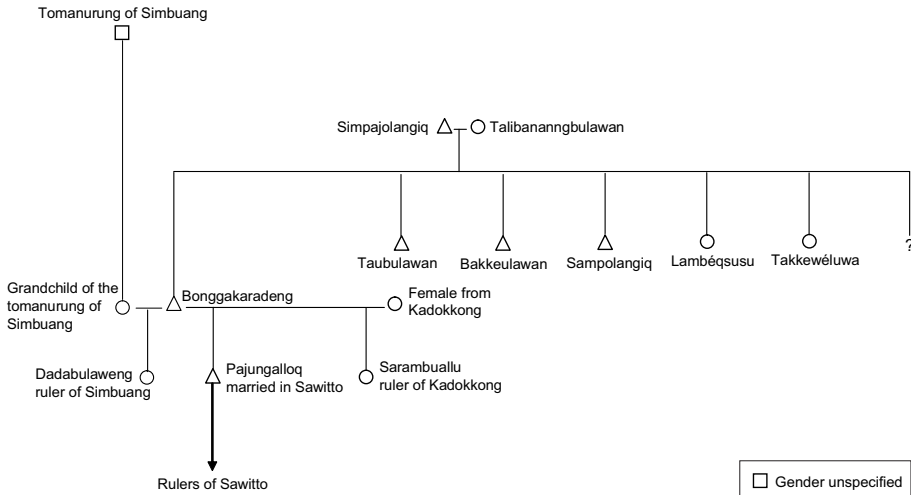 Tomanurung of Simbuang
Simpajolangiq
Talibananngbulawan
?
Taubulawan
Bakkeulawan
Sampolangiq
Lambéqsusu
Takkewéluwa
Grandchild of the
tomanurung of
Simbuang
Bonggakaradeng
Female from
Kadokkong
Dadabulaweng
ruler of Simbuang
Pajungalloq
married in Sawitto
Sarambuallu
ruler of Kadokkong
Rulers of Sawitto
Gender unspecified